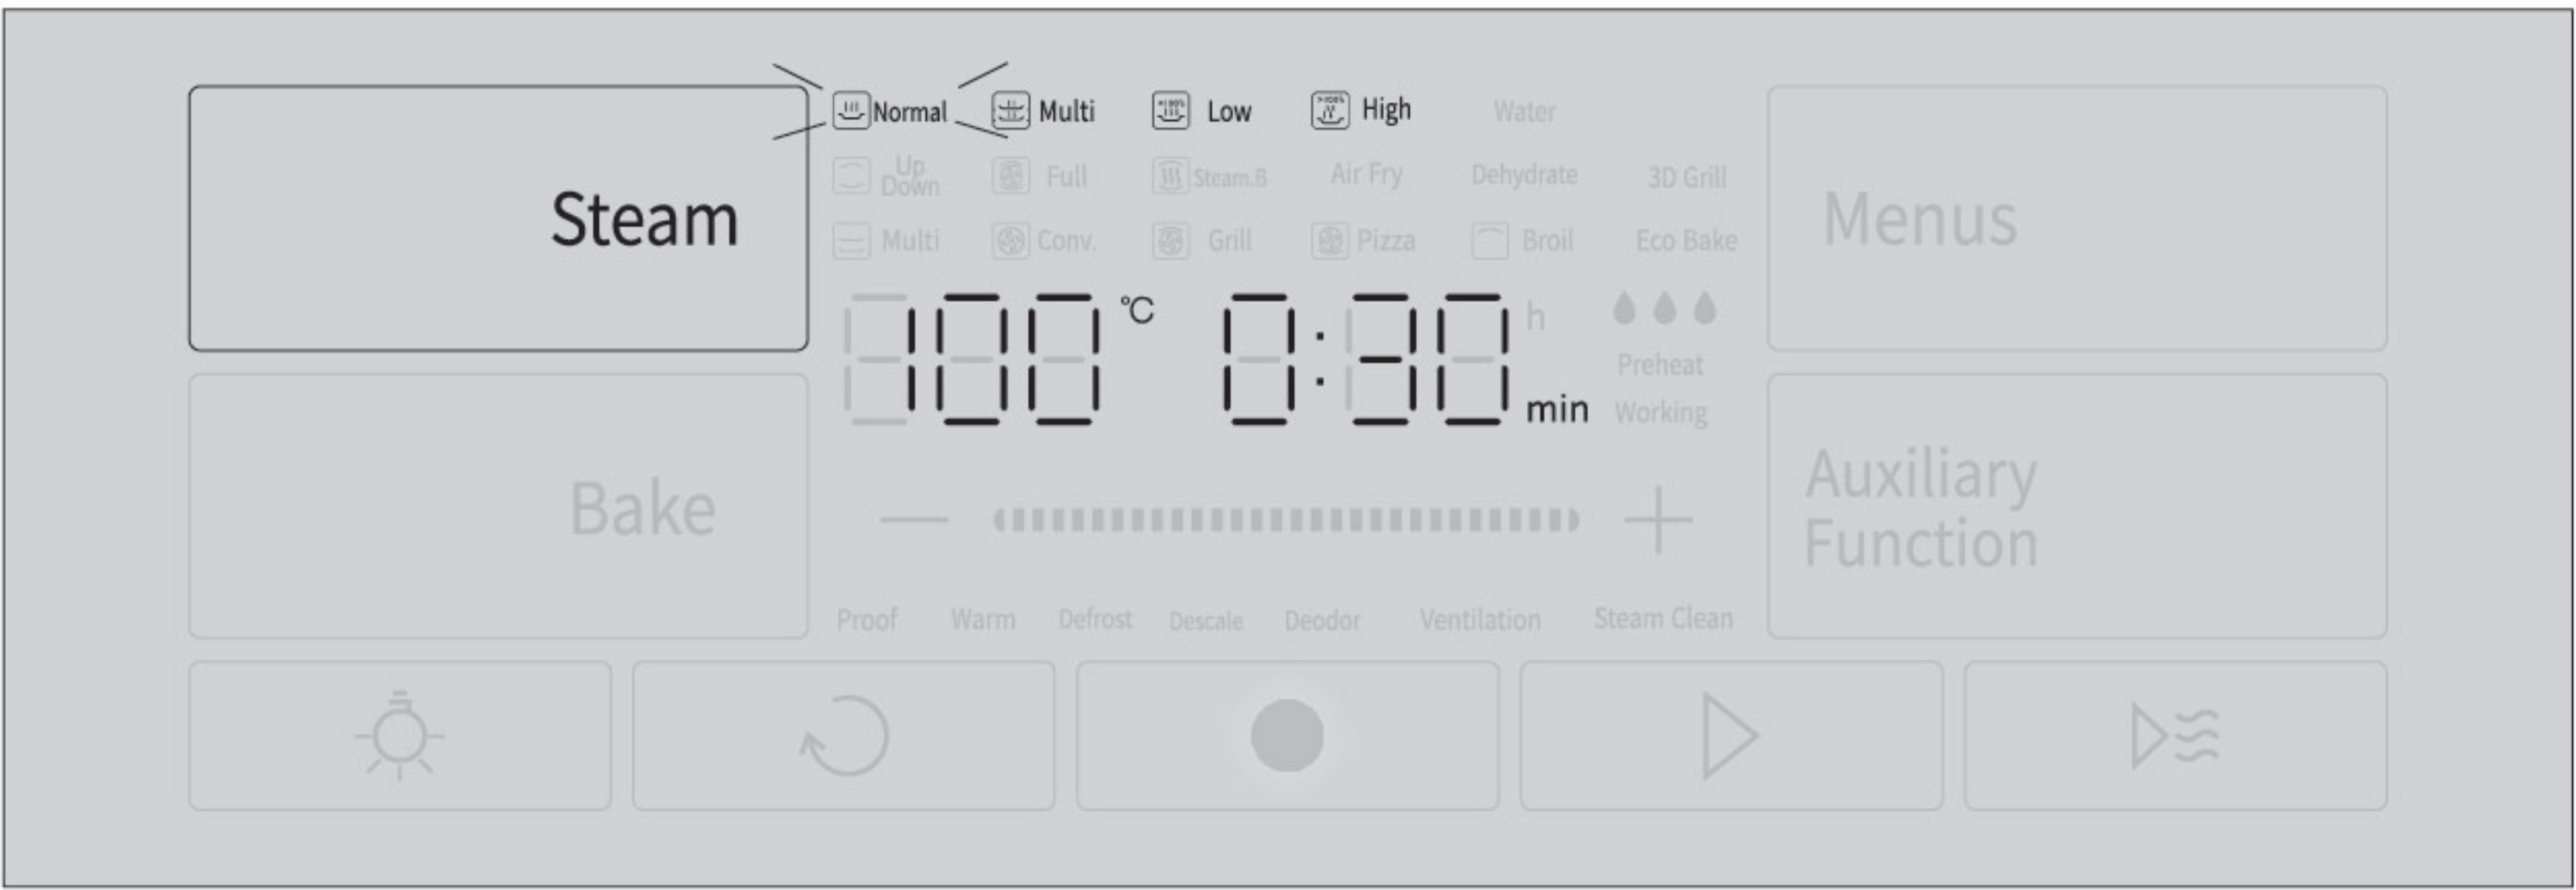 Normal Multi Low High Water
Steam
Up Down Full Steam.B Air Fry Dehydrate 3D Grill
Multi Conv. Grill Pizza Broil Eco Bake
Menus
100 °C 0:30 h min
Preheat
Working
Bake
Auxiliary
Function
Proof Warm Defrost Descale Deodor Ventilation Steam Clean